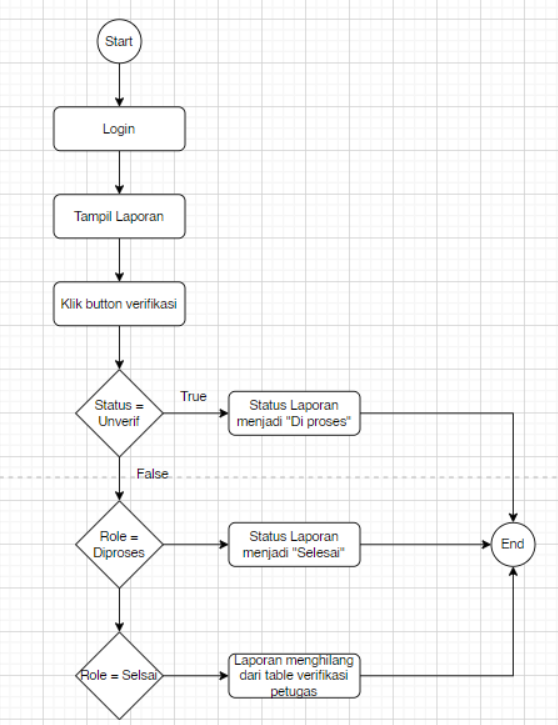 Start
Login
Tampil Laporan
Klik button verifikasi
Status =
Unverif
True
Status Laporan
menjadi "Di proses"
False
Role =
Diproses
Status Laporan
menjadi "Selesai"
End
Role = Selsai
Laporan menghilang
dari table verifikasi
petugas